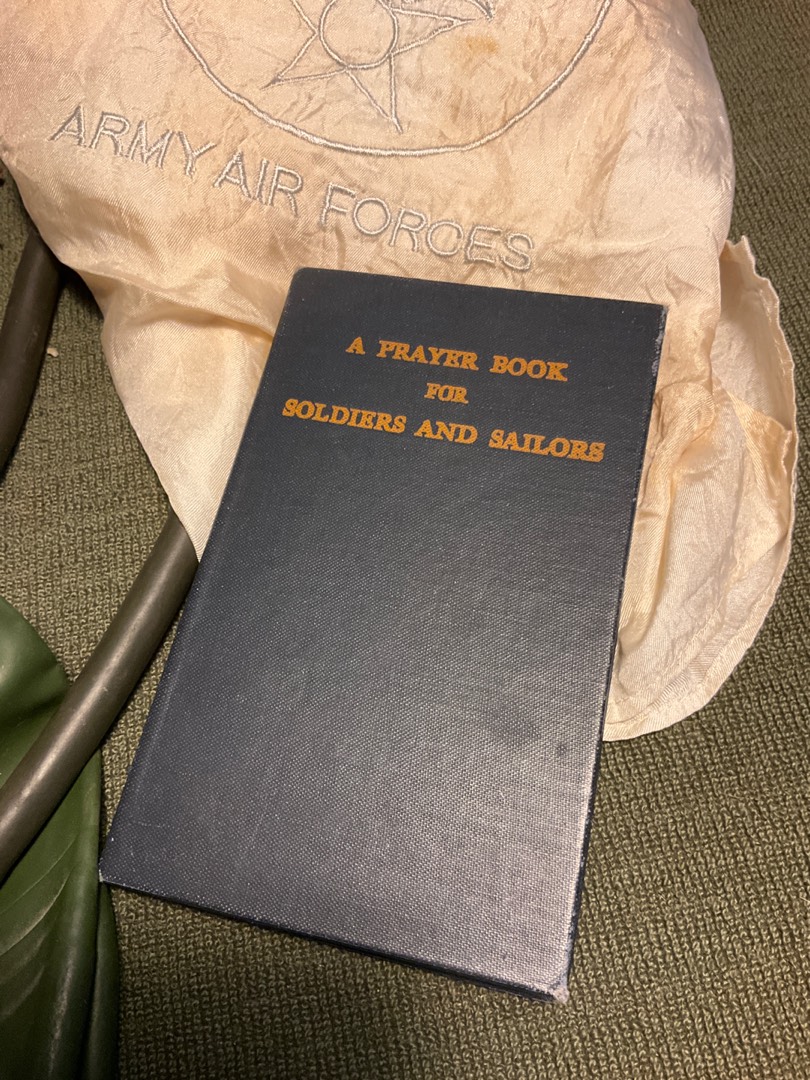 ARMY AIR FORCES
A PRAYER BOOK
FOR
SOLDIERS AND SAILORS